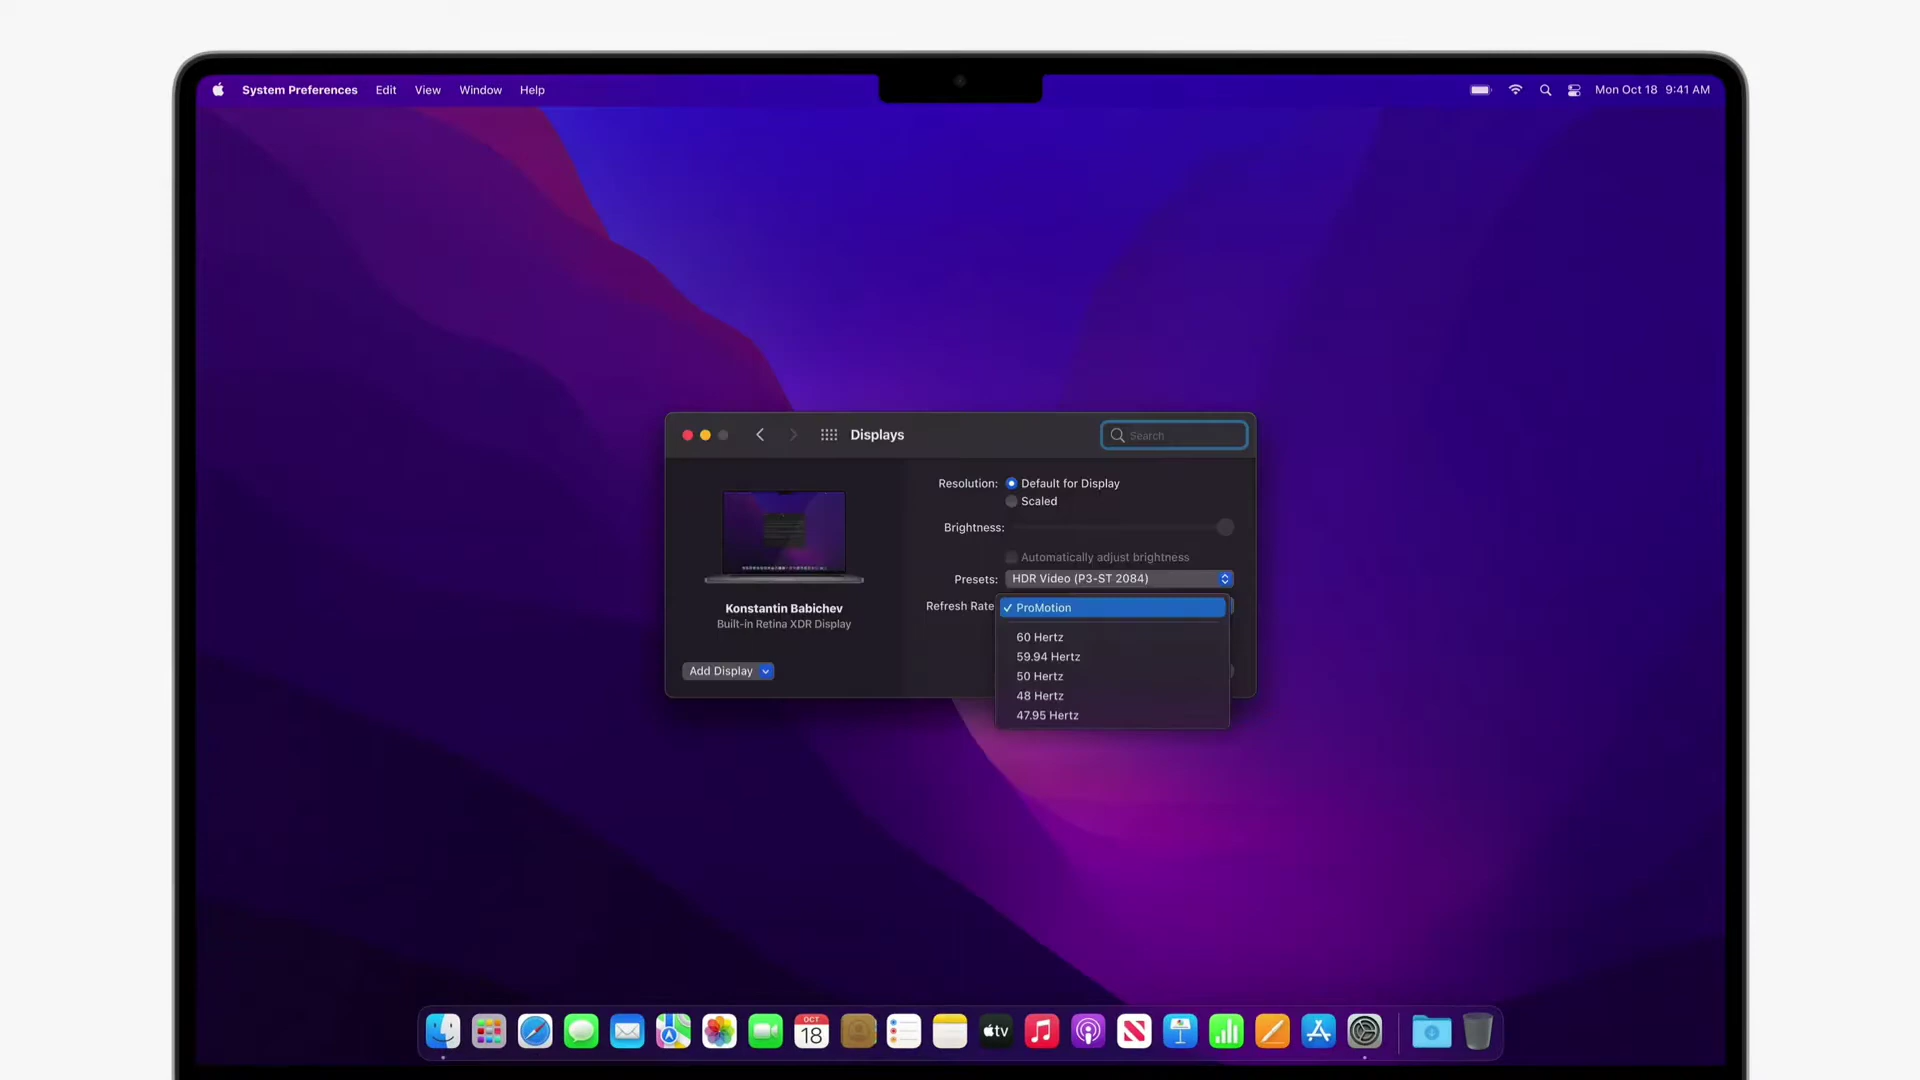 System Preferences Edit View Window Help
Mon Oct 18 9:41 AM
Displays
Search
Resolution: Default for Display
Scaled
Brightness:
Automatically adjust brightness
Presets: HDR Video (P3-ST 2084)
Refresh Rate ✓ ProMotion
60 Hertz
59.94 Hertz
50 Hertz
48 Hertz
47.95 Hertz
Konstantin Babichev
Built-in Retina XDR Display
Add Display
OCT
18
tv